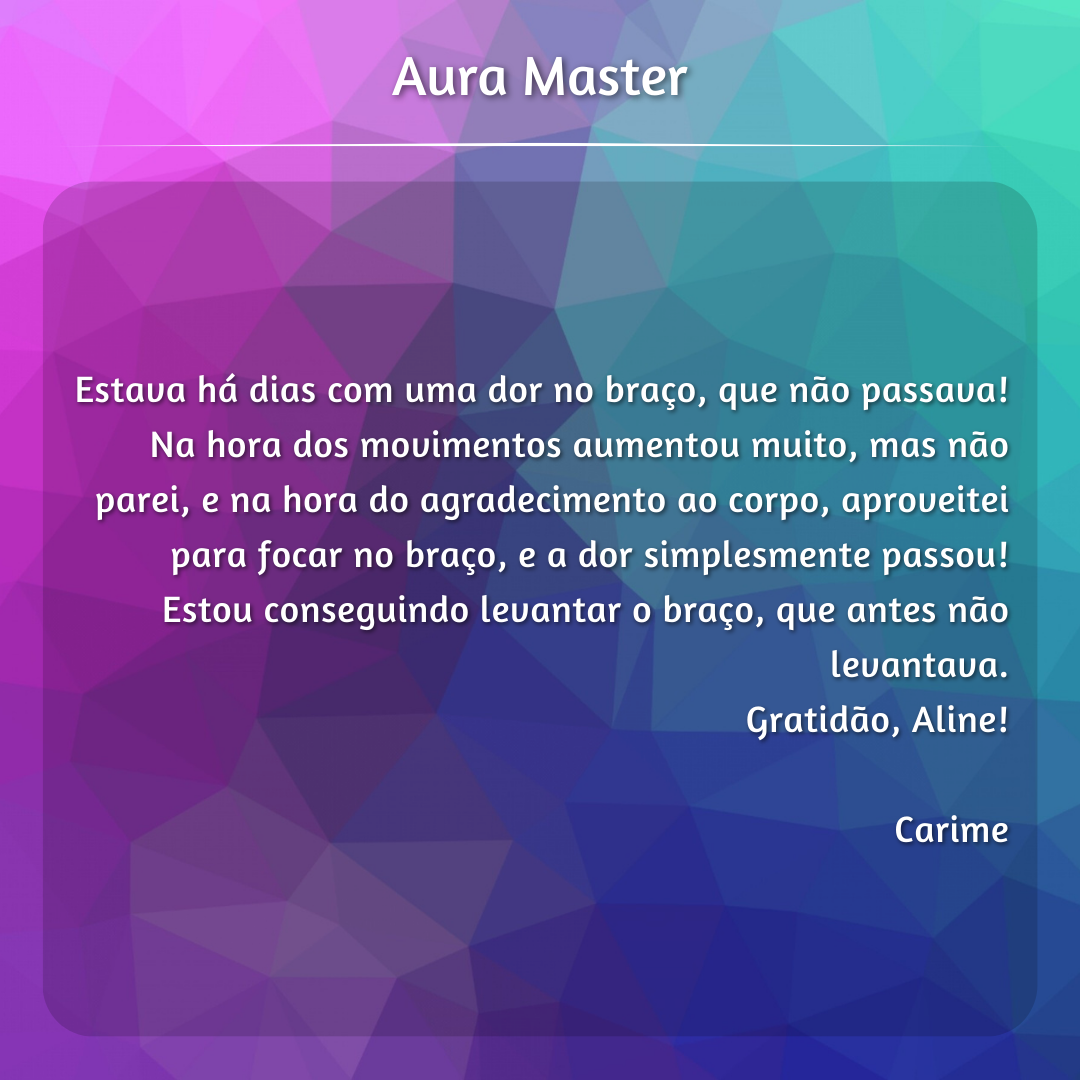 Aura Master
Estava há dias com uma dor no braço, que não passava!
Na hora dos movimentos aumentou muito, mas não
parei, e na hora do agradecimento ao corpo, aproveitei
para focar no braço, e a dor simplesmente passou!
Estou conseguindo levantar o braço, que antes não
levantava.
Gratidão, Aline!
Carime